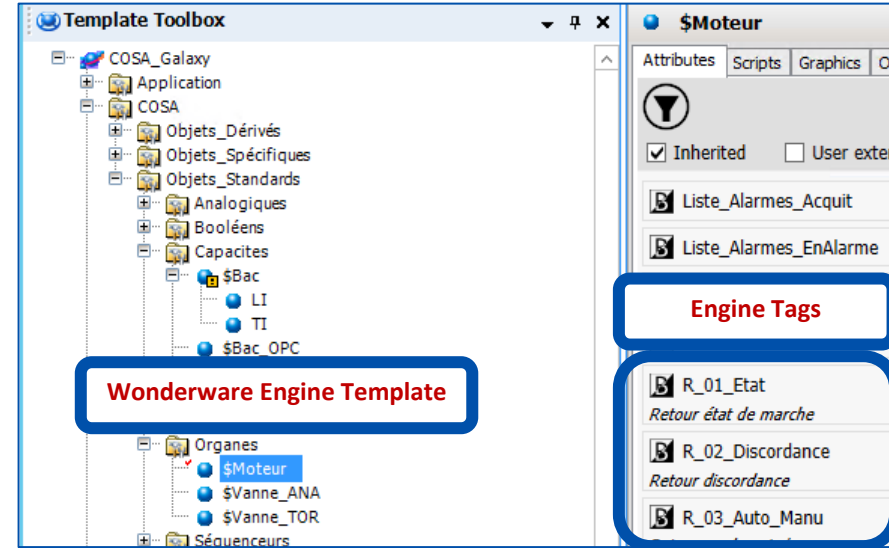 Template Toolbox
COSA_Galaxy
Application
COSA
Objets_Dérivés
Objets_Spécifiques
Objets_Standards
Analogiques
Booléens
Capacites
$Bac
LI
TI
$Bac_OPC
Wonderware Engine Template
Organes
$Moteur
$Vanne_ANA
$Vanne_TOR
Séquenceurs
$Moteur
Attributes Scripts Graphics O
Inherited User exter
Liste_Alarmes_Acquit
Liste_Alarmes_EnAlarme
Engine Tags
R_01_Etat
Retour état de marche
R_02_Discordance
Retour discordance
R_03_Auto_Manu